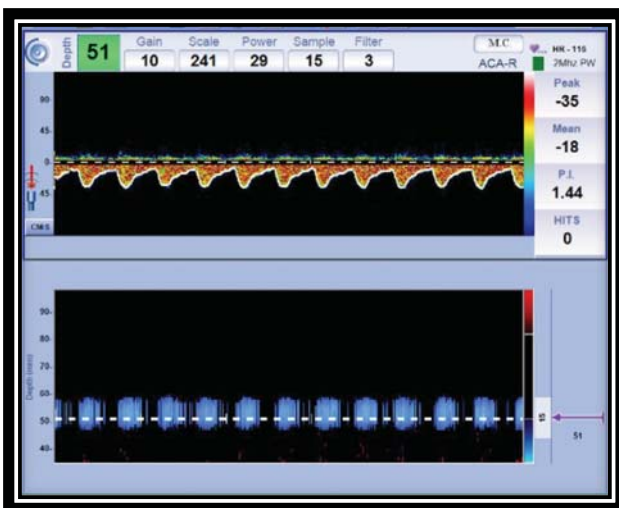 Depth
51
Gain Scale Power Sample Filter
10 241 29 15 3
M.C
ACA-R
HR - 115
2Mhz PW
90
45
0
45
CM/S
Peak
-35
Mean
-18
P.I.
1.44
HITS
0
Depth (mm)
90
80
70
60
50
40
15
51